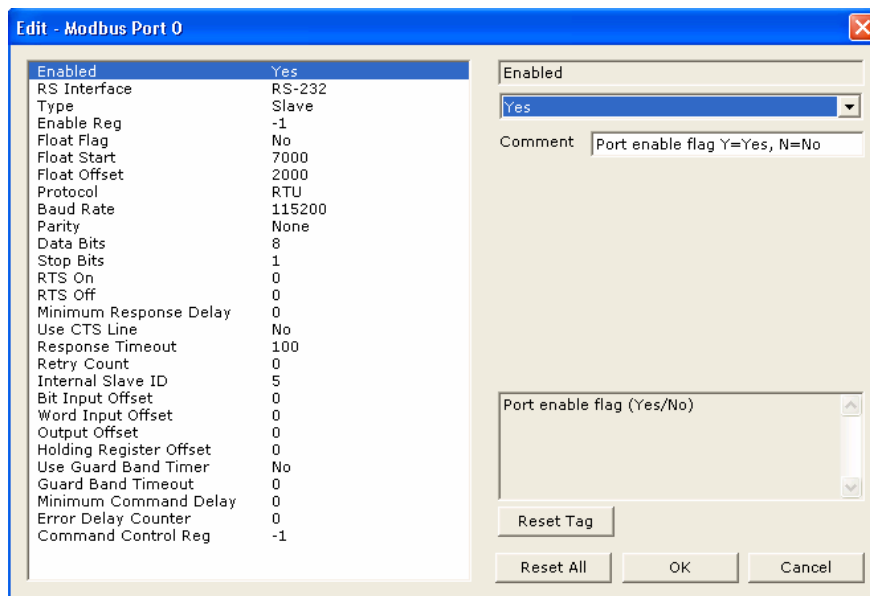 Edit - Modbus Port 0
Enabled Yes
RS Interface RS-232
Type Slave
Enable Reg -1
Float Flag No
Float Start 7000
Float Offset 2000
Protocol RTU
Baud Rate 115200
Parity None
Data Bits 8
Stop Bits 1
RTS On 0
RTS Off 0
Minimum Response Delay 0
Use CTS Line No
Response Timeout 100
Retry Count 0
Internal Slave ID 5
Bit Input Offset 0
Word Input Offset 0
Output Offset 0
Holding Register Offset 0
Use Guard Band Timer No
Guard Band Timeout 0
Minimum Command Delay 0
Error Delay Counter 0
Command Control Reg -1
Enabled
Yes
Comment Port enable flag Y=Yes, N=No
Port enable flag (Yes/No)
Reset Tag
Reset All OK Cancel